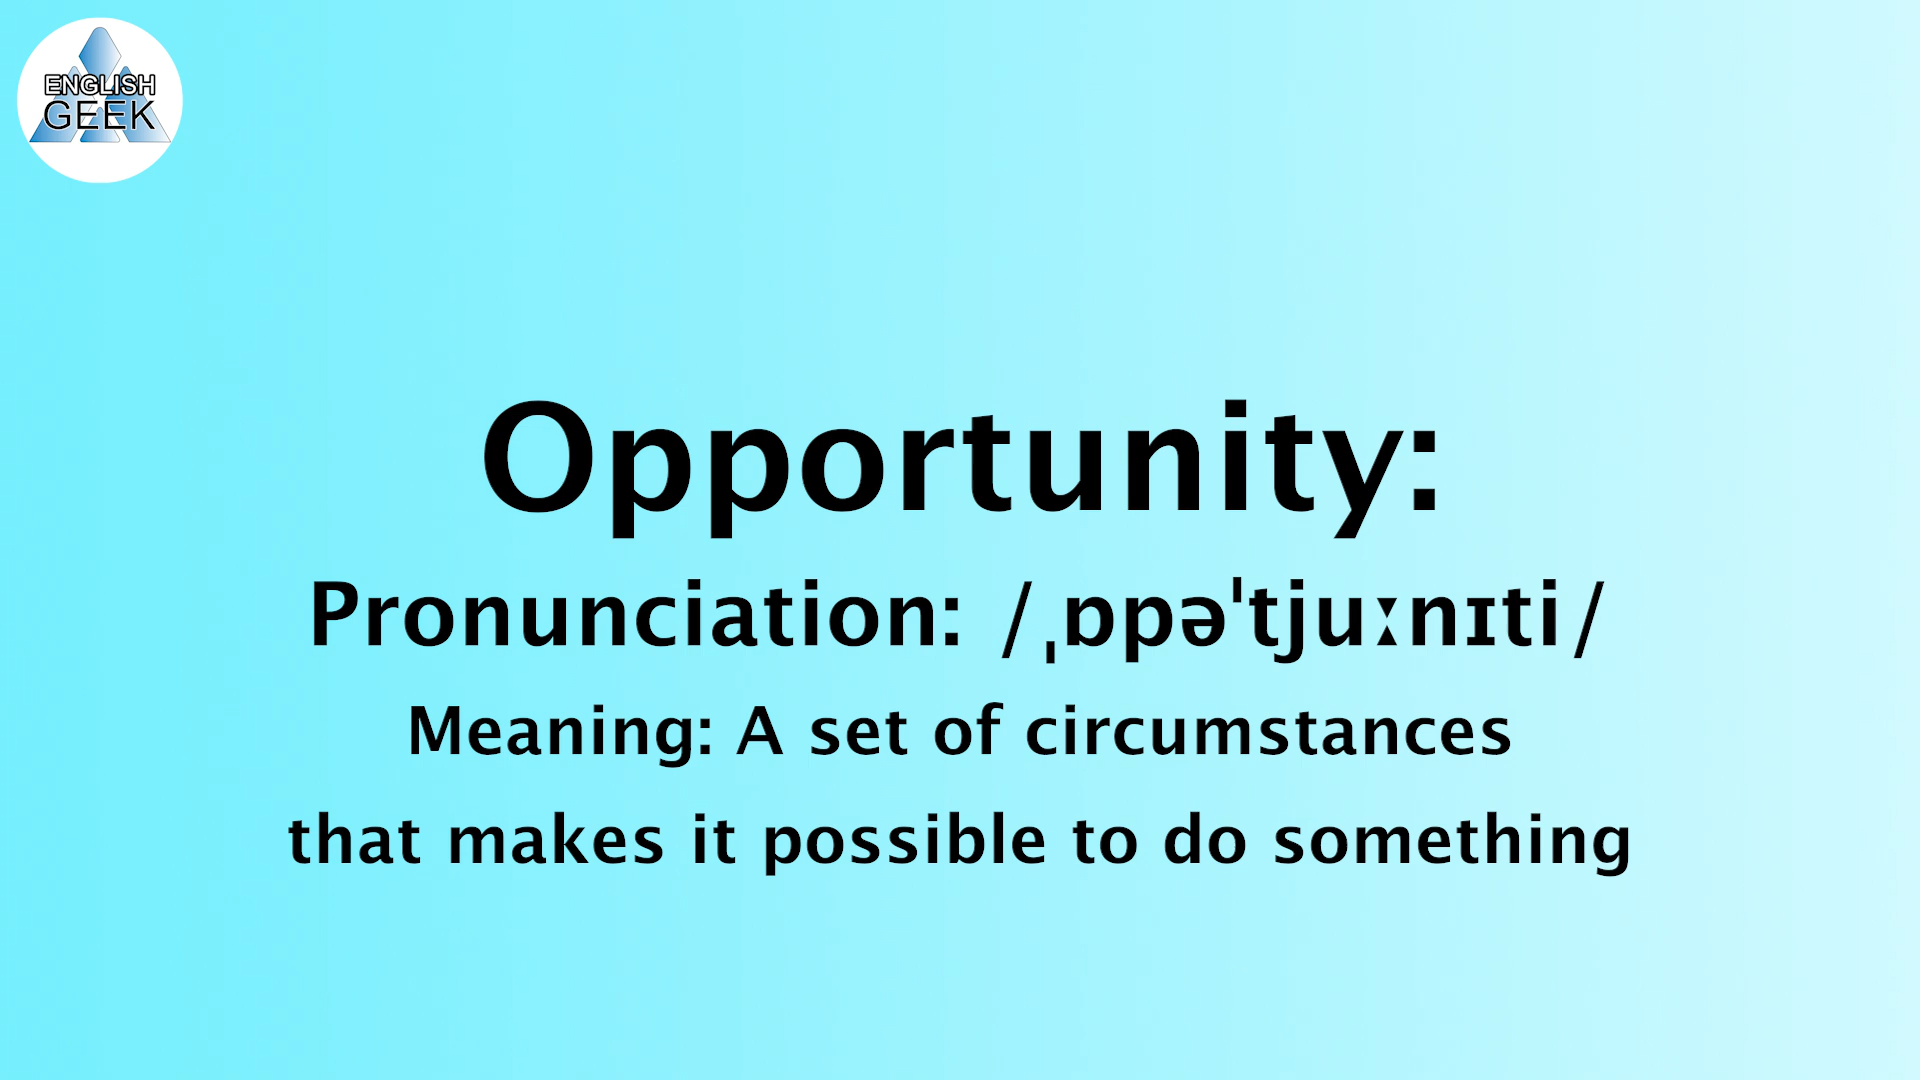 ENGLISH
GEEK
Opportunity:
Pronunciation: /ˌɒpəˈtjuːnɪti/
Meaning: A set of circumstances
that makes it possible to do something